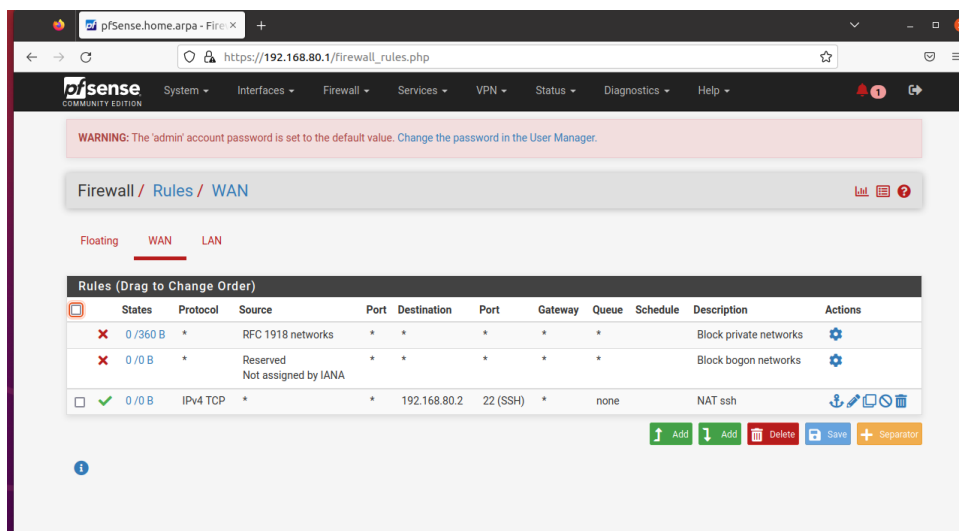 pfSense.home.arpa - Fire
https://192.168.80.1/firewall_rules.php
pfsense
COMMUNITY EDITION
System Interfaces Firewall Services VPN Status Diagnostics Help 1
WARNING: The 'admin' account password is set to the default value. Change the password in the User Manager.
Firewall / Rules / WAN
Floating WAN LAN
Rules (Drag to Change Order)
States Protocol Source Port Destination Port Gateway Queue Schedule Description Actions
0 /360 B * RFC 1918 networks * * * * * Block private networks
0 /0 B * Reserved * * * * * Block bogon networks
Not assigned by IANA
0 /0 B IPv4 TCP * * 192.168.80.2 22 (SSH) * none NAT ssh
Add Add Delete Save Separator